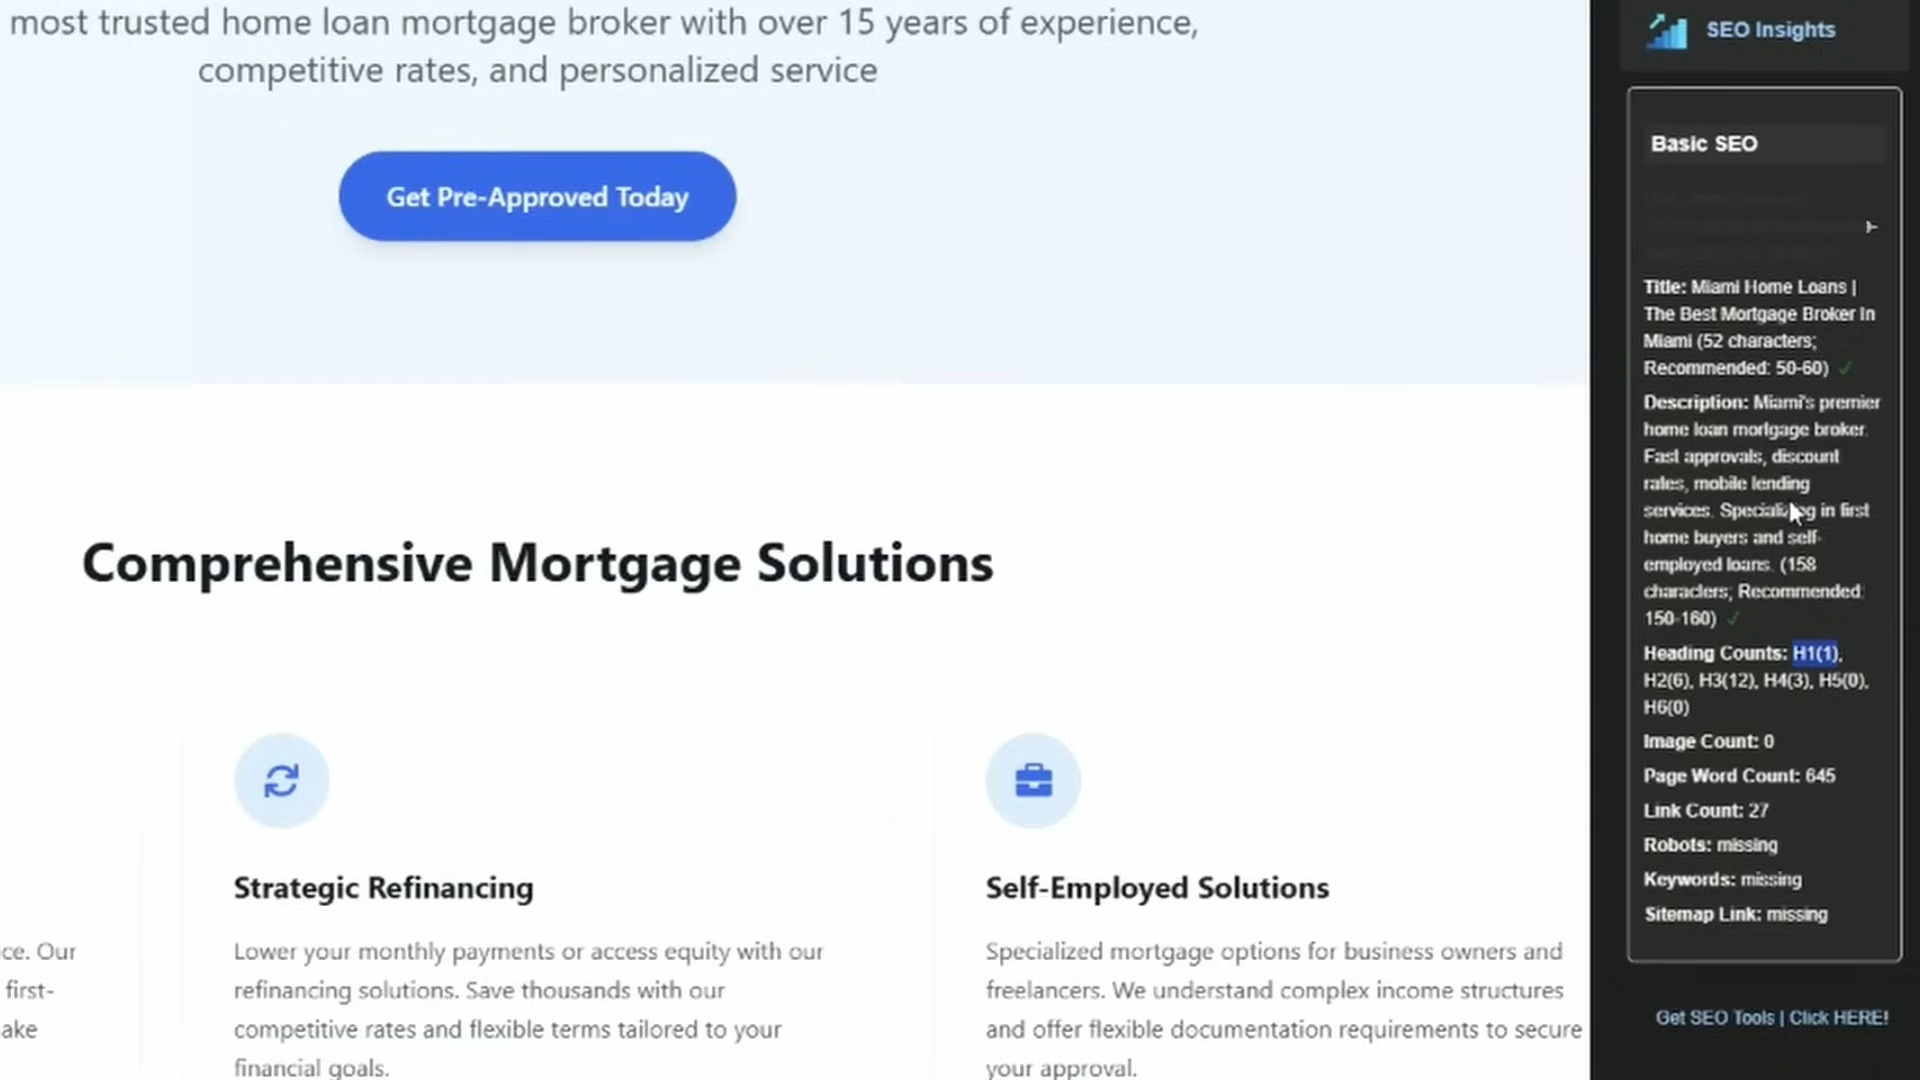 most trusted home loan mortgage broker with over 15 years of experience,
competitive rates, and personalized service
Get Pre-Approved Today
Comprehensive Mortgage Solutions
ce. Our
first-
ake
Strategic Refinancing
Lower your monthly payments or access equity with our
refinancing solutions. Save thousands with our
competitive rates and flexible terms tailored to your
financial goals.
Self-Employed Solutions
Specialized mortgage options for business owners and
freelancers. We understand complex income structures
and offer flexible documentation requirements to secure
your approval.
SEO Insights
Basic SEO
Title: Miami Home Loans |
The Best Mortgage Broker In
Miami (52 characters;
Recommended: 50-60) ✓
Description: Miami's premier
home loan mortgage broker.
Fast approvals, discount
rates, mobile lending
services. Specializing in first
home buyers and self-
employed loans. (158
characters; Recommended:
150-160) ✓
Heading Counts: H1(1),
H2(6), H3(12), H4(3), H5(0),
H6(0)
Image Count: 0
Page Word Count: 645
Link Count: 27
Robots: missing
Keywords: missing
Sitemap Link: missing
Get SEO Tools | Click HERE!